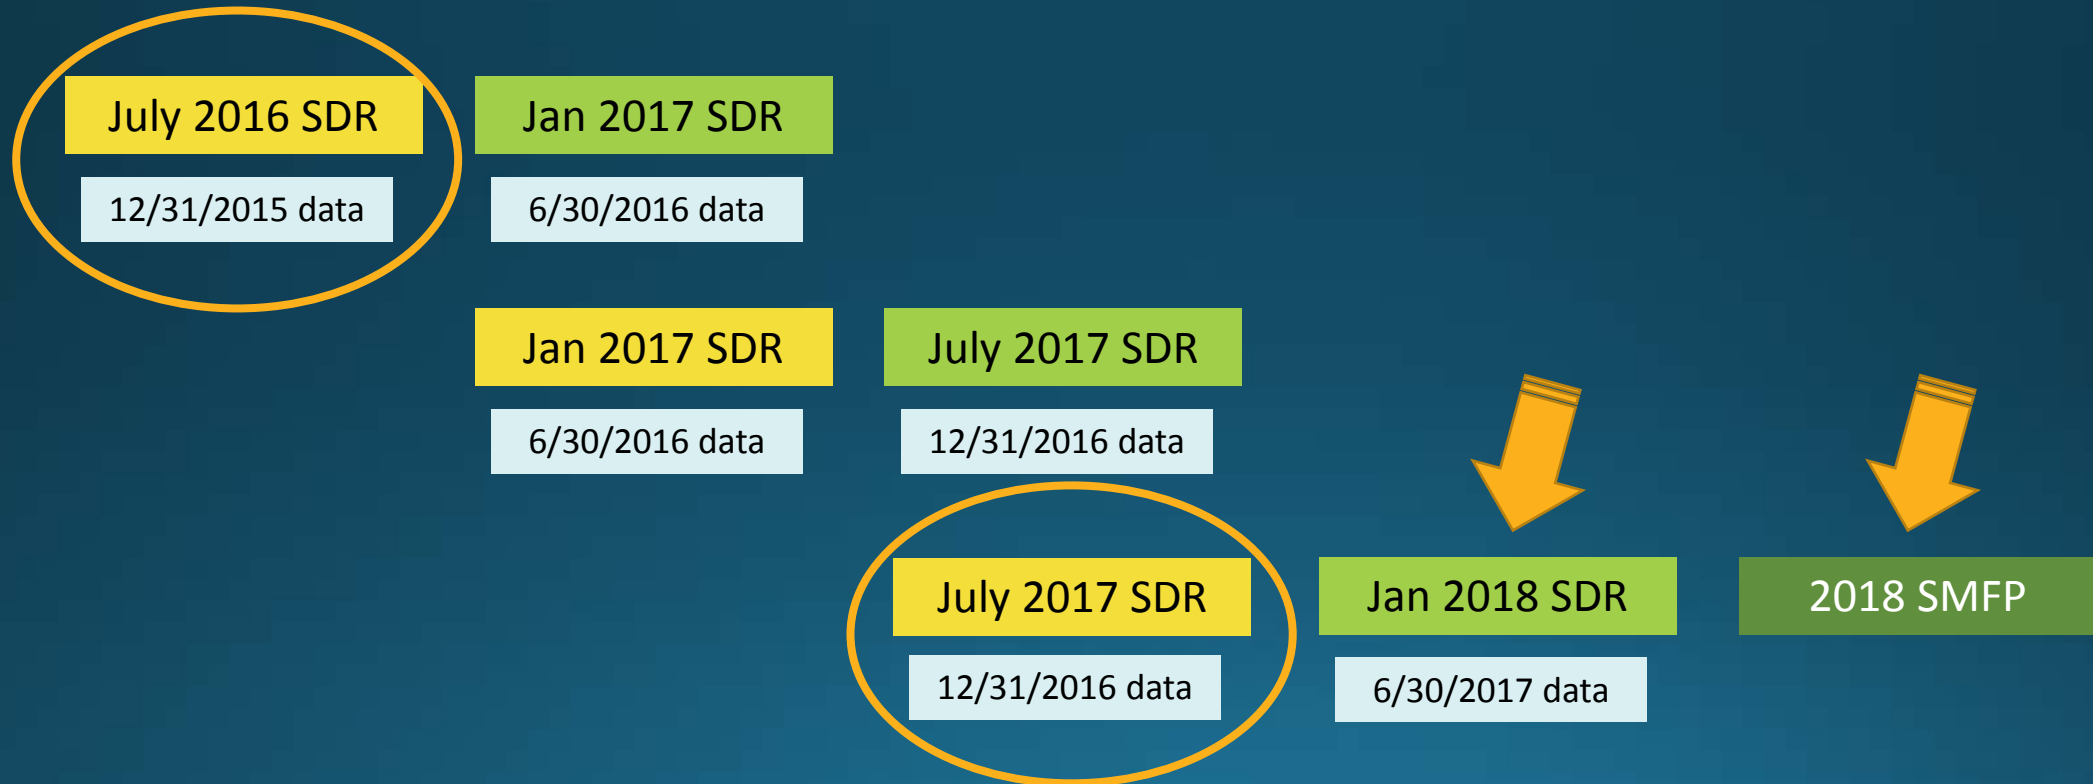 July 2016 SDR
Jan 2017 SDR
12/31/2015 data
6/30/2016 data
Jan 2017 SDR
July 2017 SDR
6/30/2016 data
12/31/2016 data
July 2017 SDR
Jan 2018 SDR
2018 SMFP
12/31/2016 data
6/30/2017 data